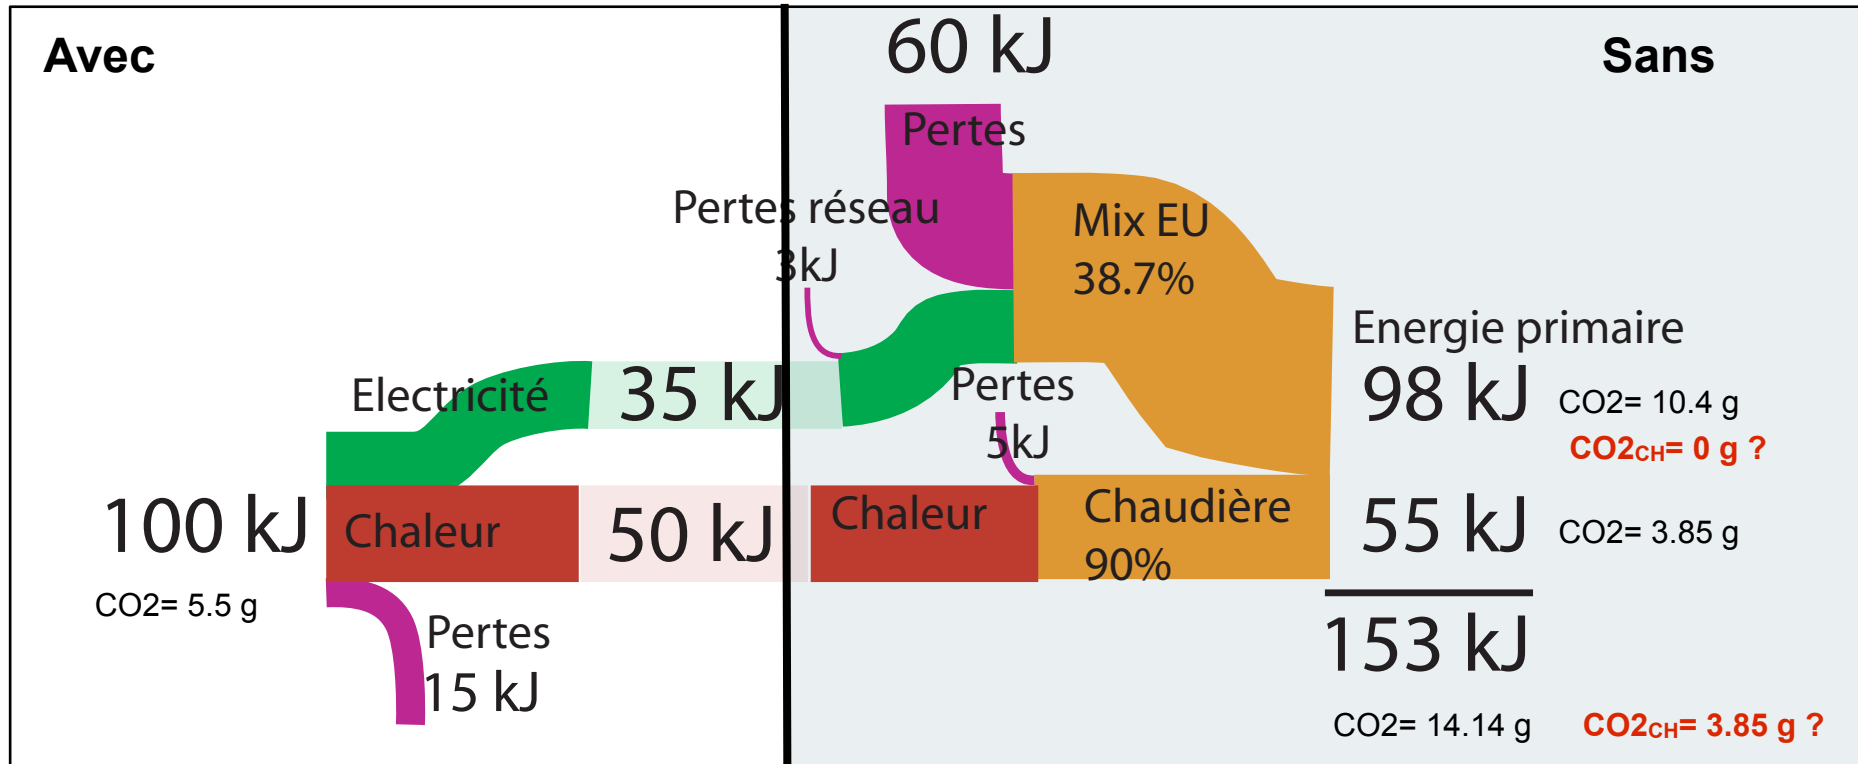 Avec
60 kJ
Sans
Pertes
Pertes réseau
3kJ
Mix EU
38.7%
Energie primaire
Electricité
35 kJ
Pertes
5kJ
98 kJ
CO2= 10.4 g
CO2CH= 0 g ?
100 kJ
Chaleur
50 kJ
Chaleur
Chaudière
90%
55 kJ
CO2= 3.85 g
CO2= 5.5 g
Pertes
15 kJ
153 kJ
CO2= 14.14 g
CO2CH= 3.85 g ?